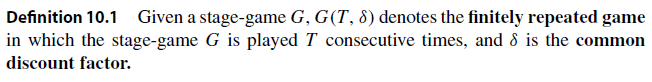 Definition 10.1 Given a stage-game G, G(T, δ) denotes the finitely repeated game
in which the stage-game G is played T consecutive times, and δ is the common
discount factor.